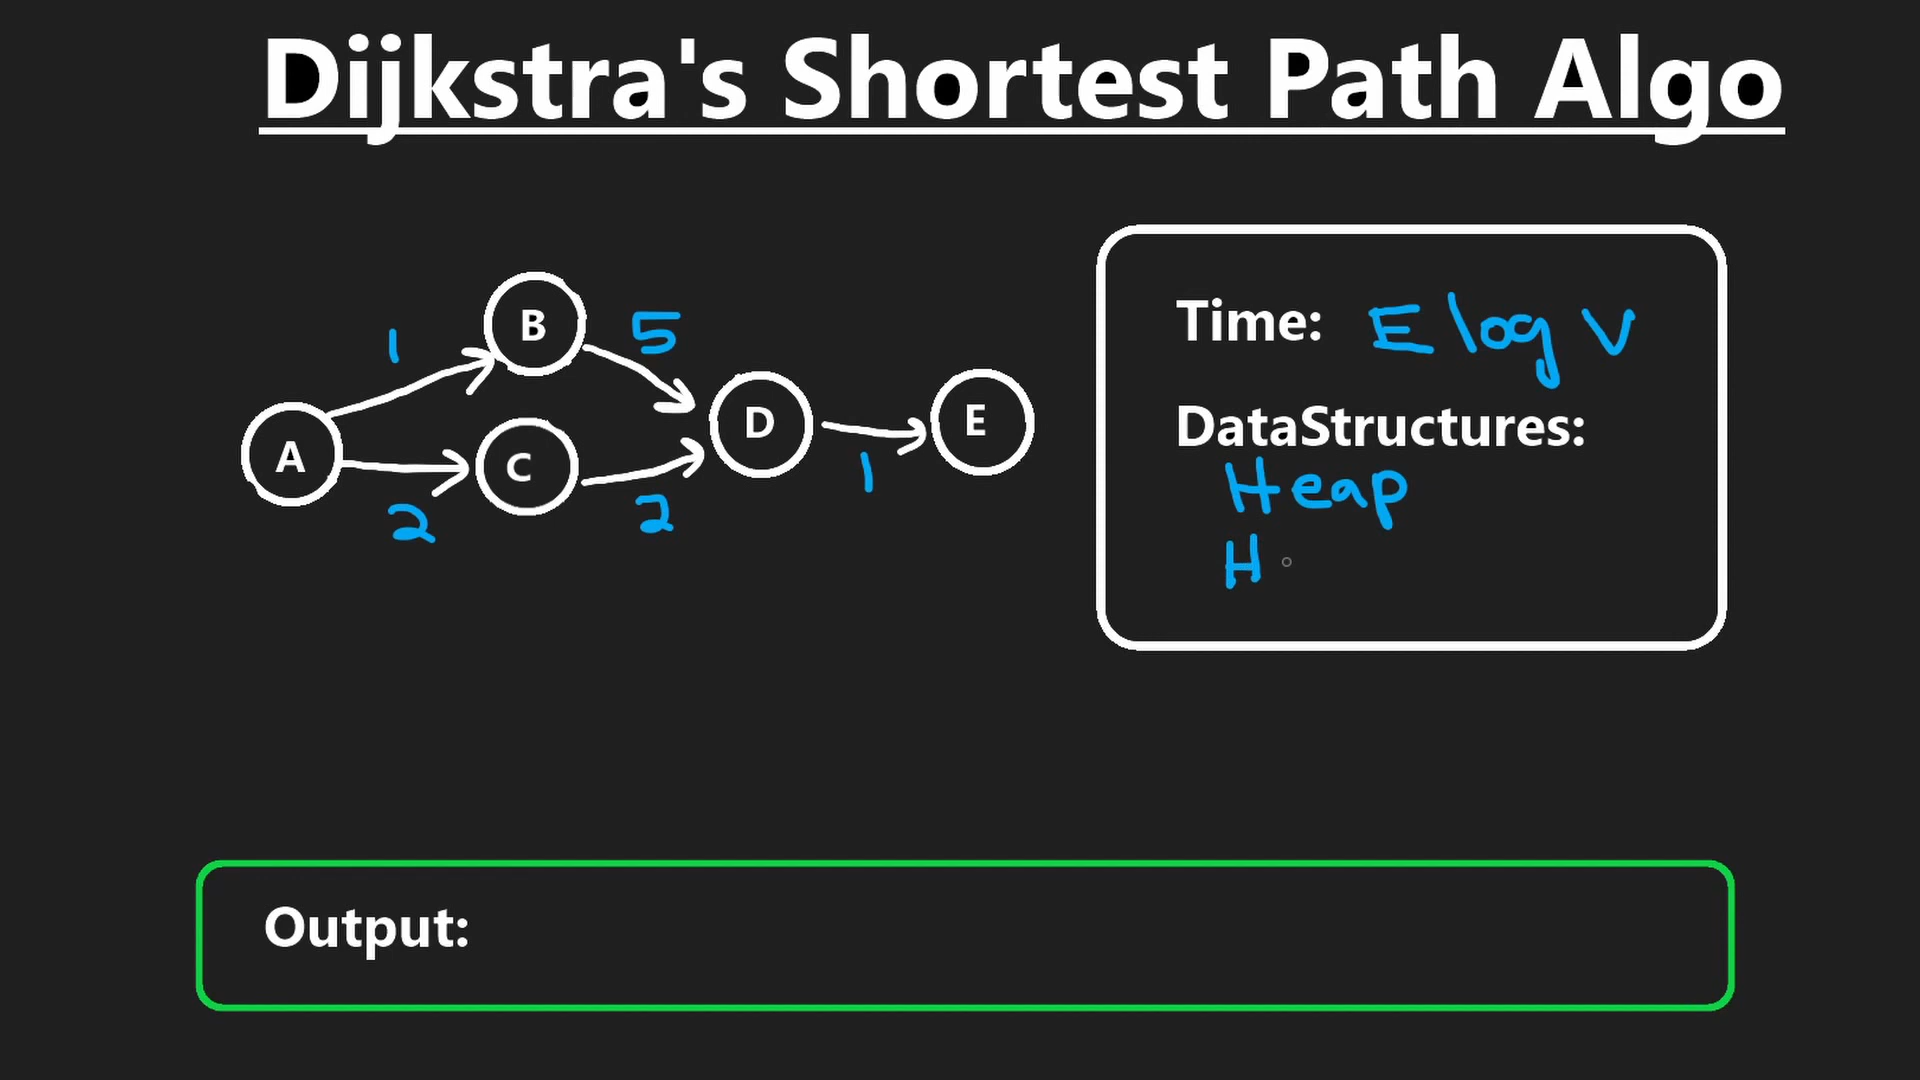 Dijkstra's Shortest Path Algo
1
B
5
A
2
C
2
D
1
E
Time: E log V
DataStructures:
Heap
H
Output: